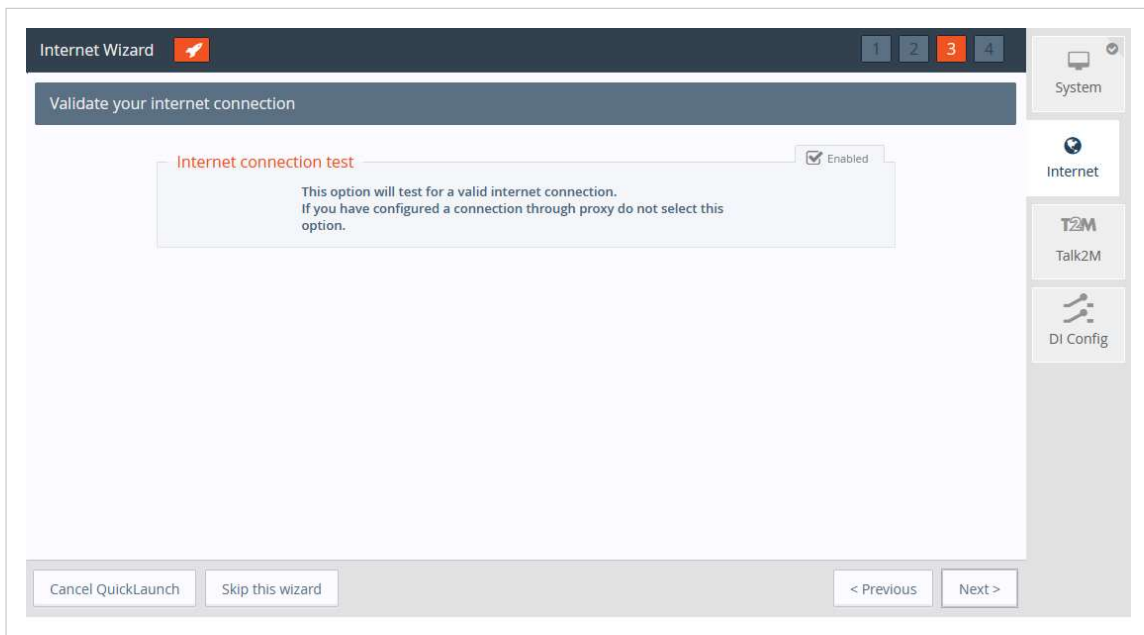 Internet Wizard
1 2 3 4
Validate your internet connection
Internet connection test
Enabled
This option will test for a valid internet connection.
If you have configured a connection through proxy do not select this
option.
System
Internet
T2M
Talk2M
DI Config
Cancel QuickLaunch
Skip this wizard
< Previous
Next >